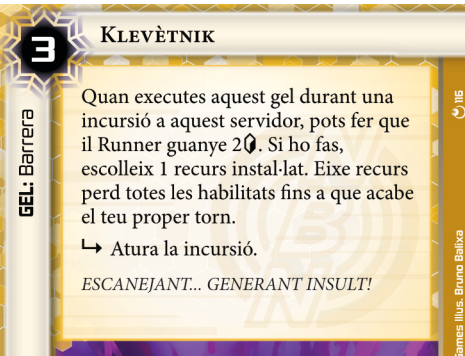 3
KLEVÈTNIK
GEL: Barrera
Quan executes aquest gel durant una
incursió a aquest servidor, pots fer que
il Runner guanye 2. Si ho fas,
escolleix 1 recurs instal·lat. Eixe recurs
perd totes les habilitats fins a que acabe
el teu proper torn.
↳ Atura la incursió.
ESCANEJANT... GENERANT INSULT!
116
ames Illus. Bruno Balixa